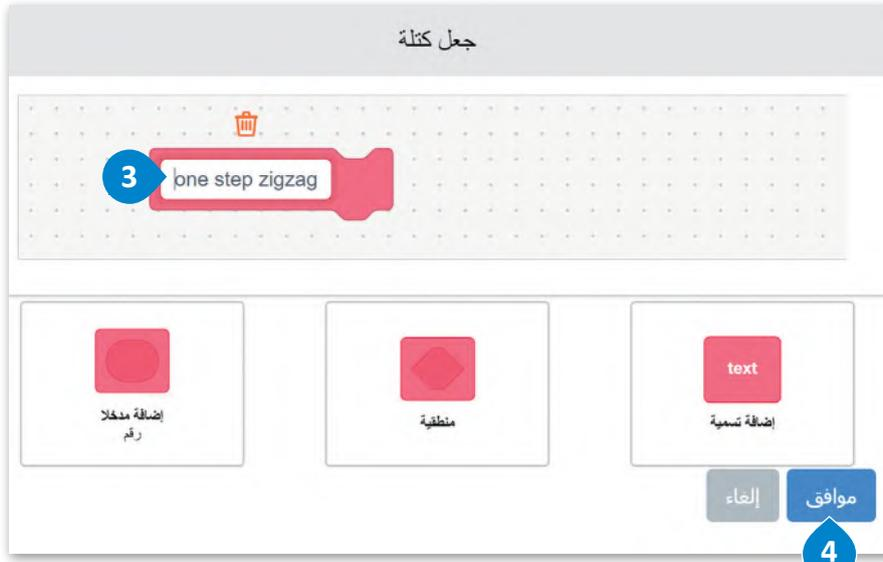 جعل كتلة
3
one step zigzag
text
إضافة تسمية
منطقية
إضافة مدخلا
رقم
موافق
إلغاء
4